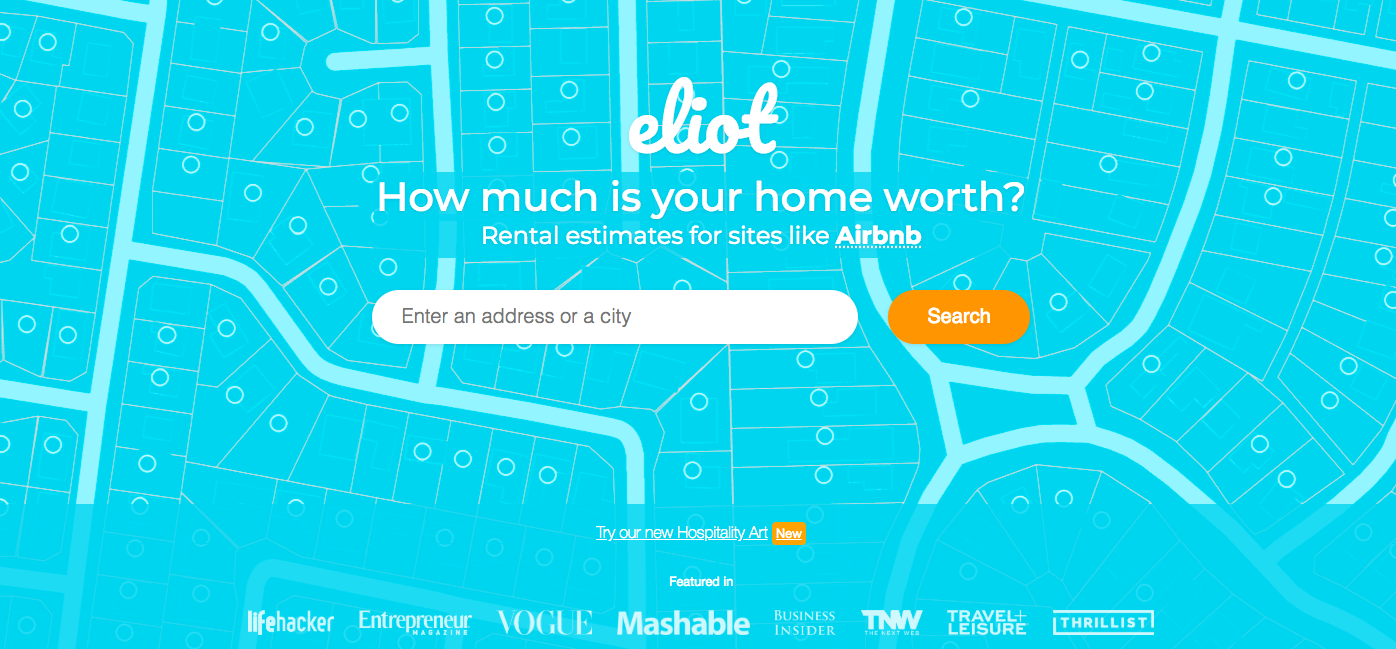 eliot
How much is your home worth?
Rental estimates for sites like Airbnb
Enter an address or a city
Search
Try our new Hospitality Art New
Featured in
lifehacker
Entrepreneur
MAGAZINE
VOGUE
Mashable
BUSINESS
INSIDER
TNW
THE NEXT WEB
TRAVEL+
LEISURE
THRILLIST